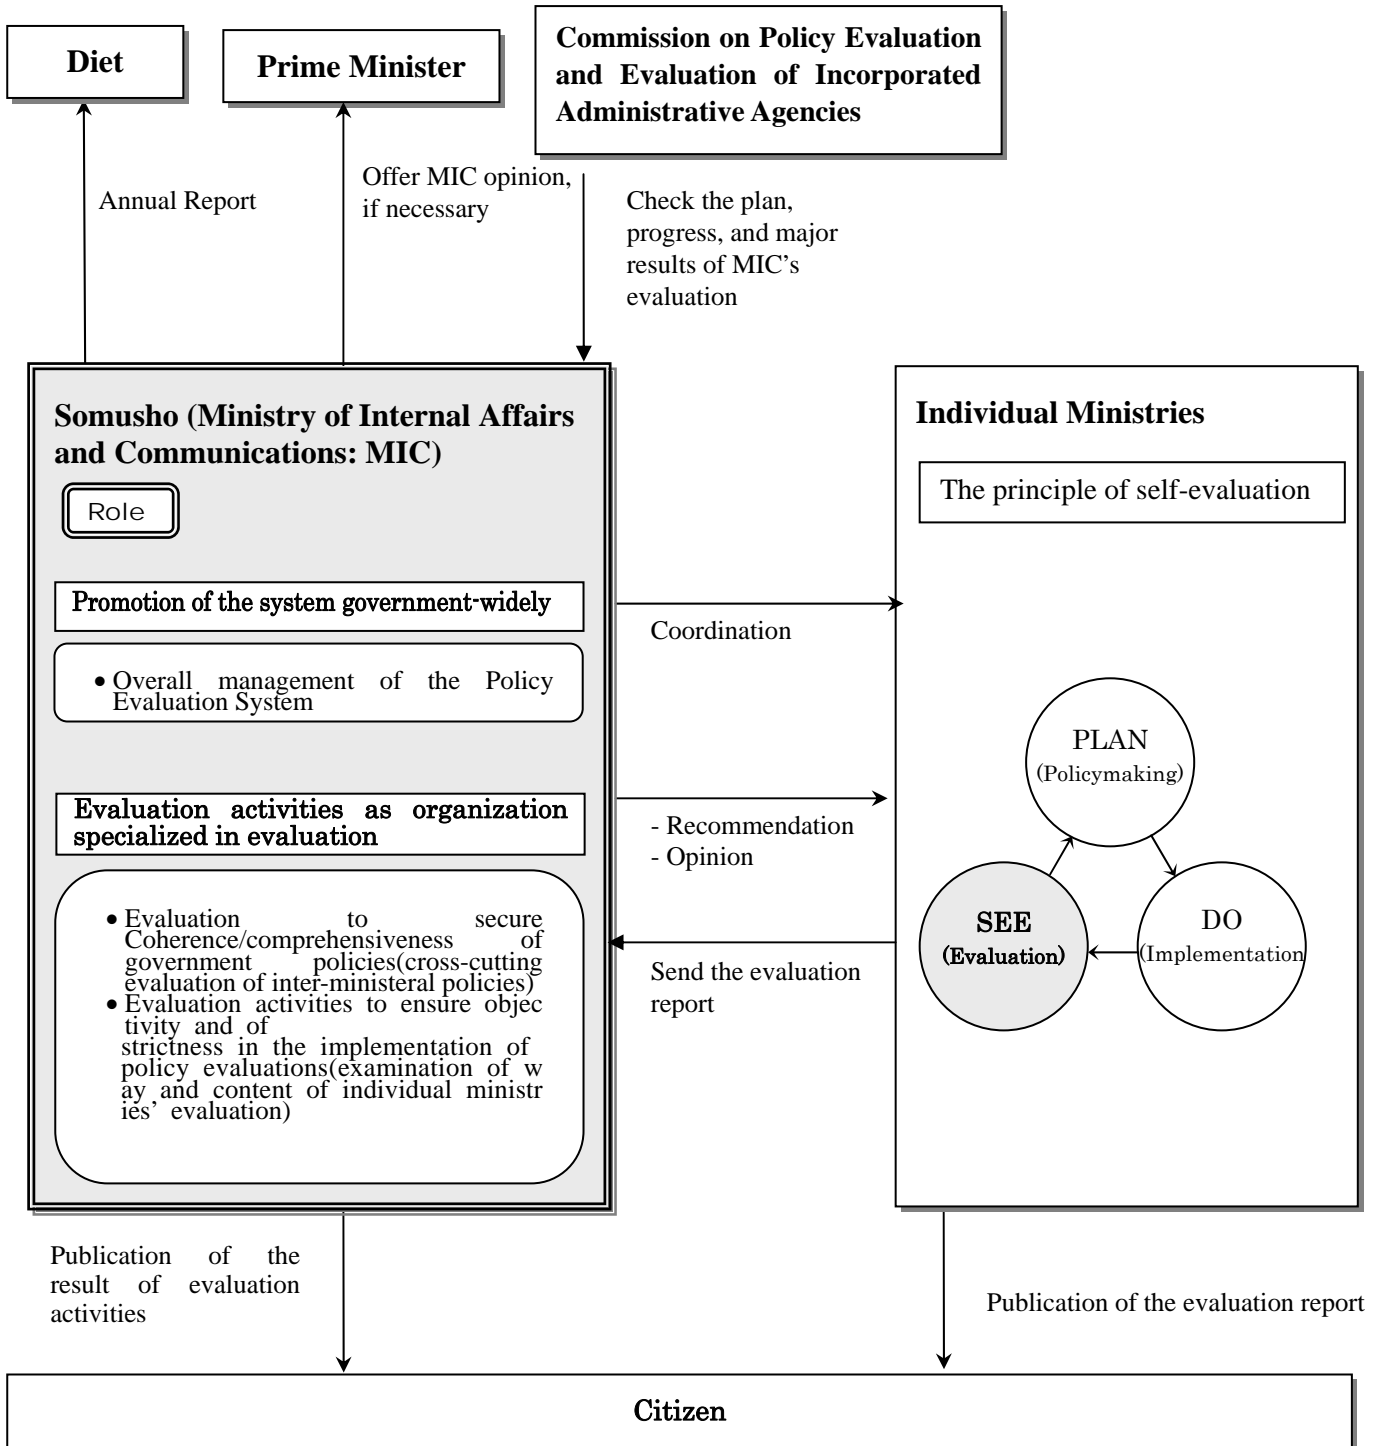 Diet
Prime Minister
Commission on Policy Evaluation
and Evaluation of Incorporated
Administrative Agencies
Annual Report
Offer MIC opinion,
if necessary
Check the plan,
progress, and major
results of MIC’s
evaluation
Somusho (Ministry of Internal Affairs
and Communications: MIC)
Role
Promotion of the system government-widely
• Overall management of the Policy
Evaluation System
Evaluation activities as organization
specialized in evaluation
• Evaluation to secure
Coherence/comprehensiveness of
government policies(cross-cutting
evaluation of inter-ministeral policies)
• Evaluation activities to ensure objec
tivity and of
strictness in the implementation of
policy evaluations(examination of w
ay and content of individual ministr
ies’ evaluation)
Coordination
- Recommendation
- Opinion
Send the evaluation
report
Individual Ministries
The principle of self-evaluation
PLAN
(Policymaking)
SEE
(Evaluation)
DO
(Implementation
Publication of the
result of evaluation
activities
Publication of the evaluation report
Citizen